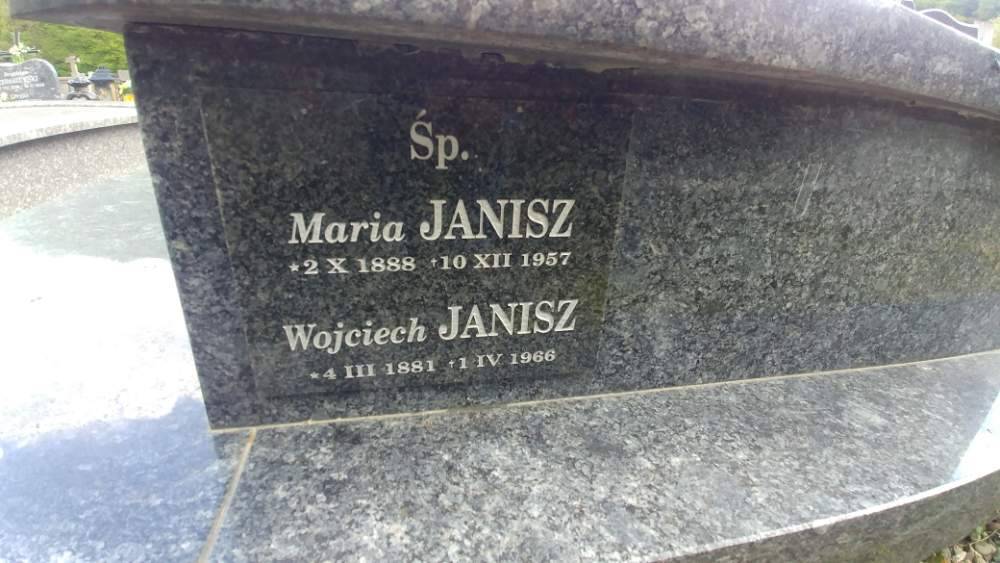 Śp.
Maria JANISZ
*2 X 1888 †10 XII 1957
Wojciech JANISZ
*4 III 1881 †1 IV 1966